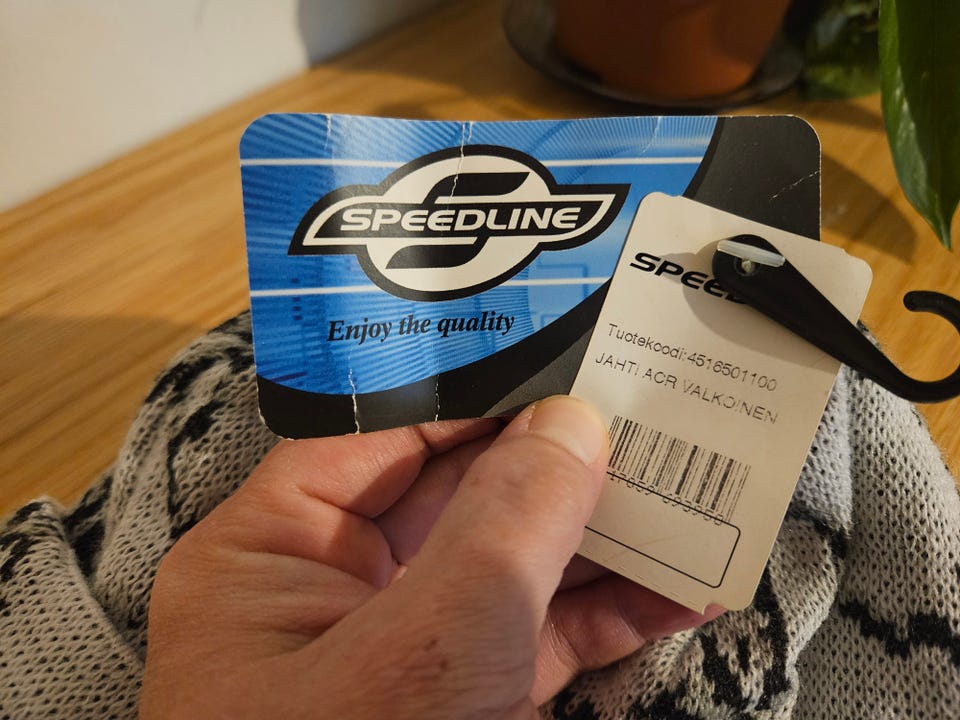 SPEEDLINE
Enjoy the quality
SPEED
Tuotekoodi:4516501100
JAHTI ACR VALKOINEN